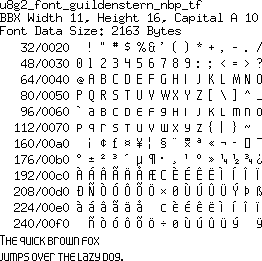 u8g2_font_guildenstern_nbp_tf
BBX Width 11, Height 16, Capital A 10
Font Data Size: 2163 Bytes
32/0020 ! " # $ % & ' ( ) * + , - . /
48/0030 0 1 2 3 4 5 6 7 8 9 : ; < = > ?
64/0040 @ A B C D E F G H I J K L M N O
80/0050 P Q R S T U V W X Y Z [ \ ] ^ _
96/0060 ` a b c d e f g h i j k l m n o
112/0070 p q r s t u v w x y z { | } ~
160/00a0 ¡ ¢ £ ¤ ¥ ¦ § ¨ ª « ¬ - ®
176/00b0 ° ± ² ³ ´ µ ¶ · ¸ ¹ º » ¼ ½ ¾ ¿
192/00c0 À Á Â Ã Ä Å Æ Ç È É Ê Ë Ì Í Î Ï
208/00d0 Ð Ñ Ò Ó Ô Õ Ö × Ø Ù Ú Û Ü Ý Þ ß
224/00e0 à á â ã ä å ç è é ê ë ì í î ï
240/00f0 ñ ò ó ô õ ö ÷ ø ù ú û ü ý ÿ
The quick brown fox
jumps over the lazy dog.